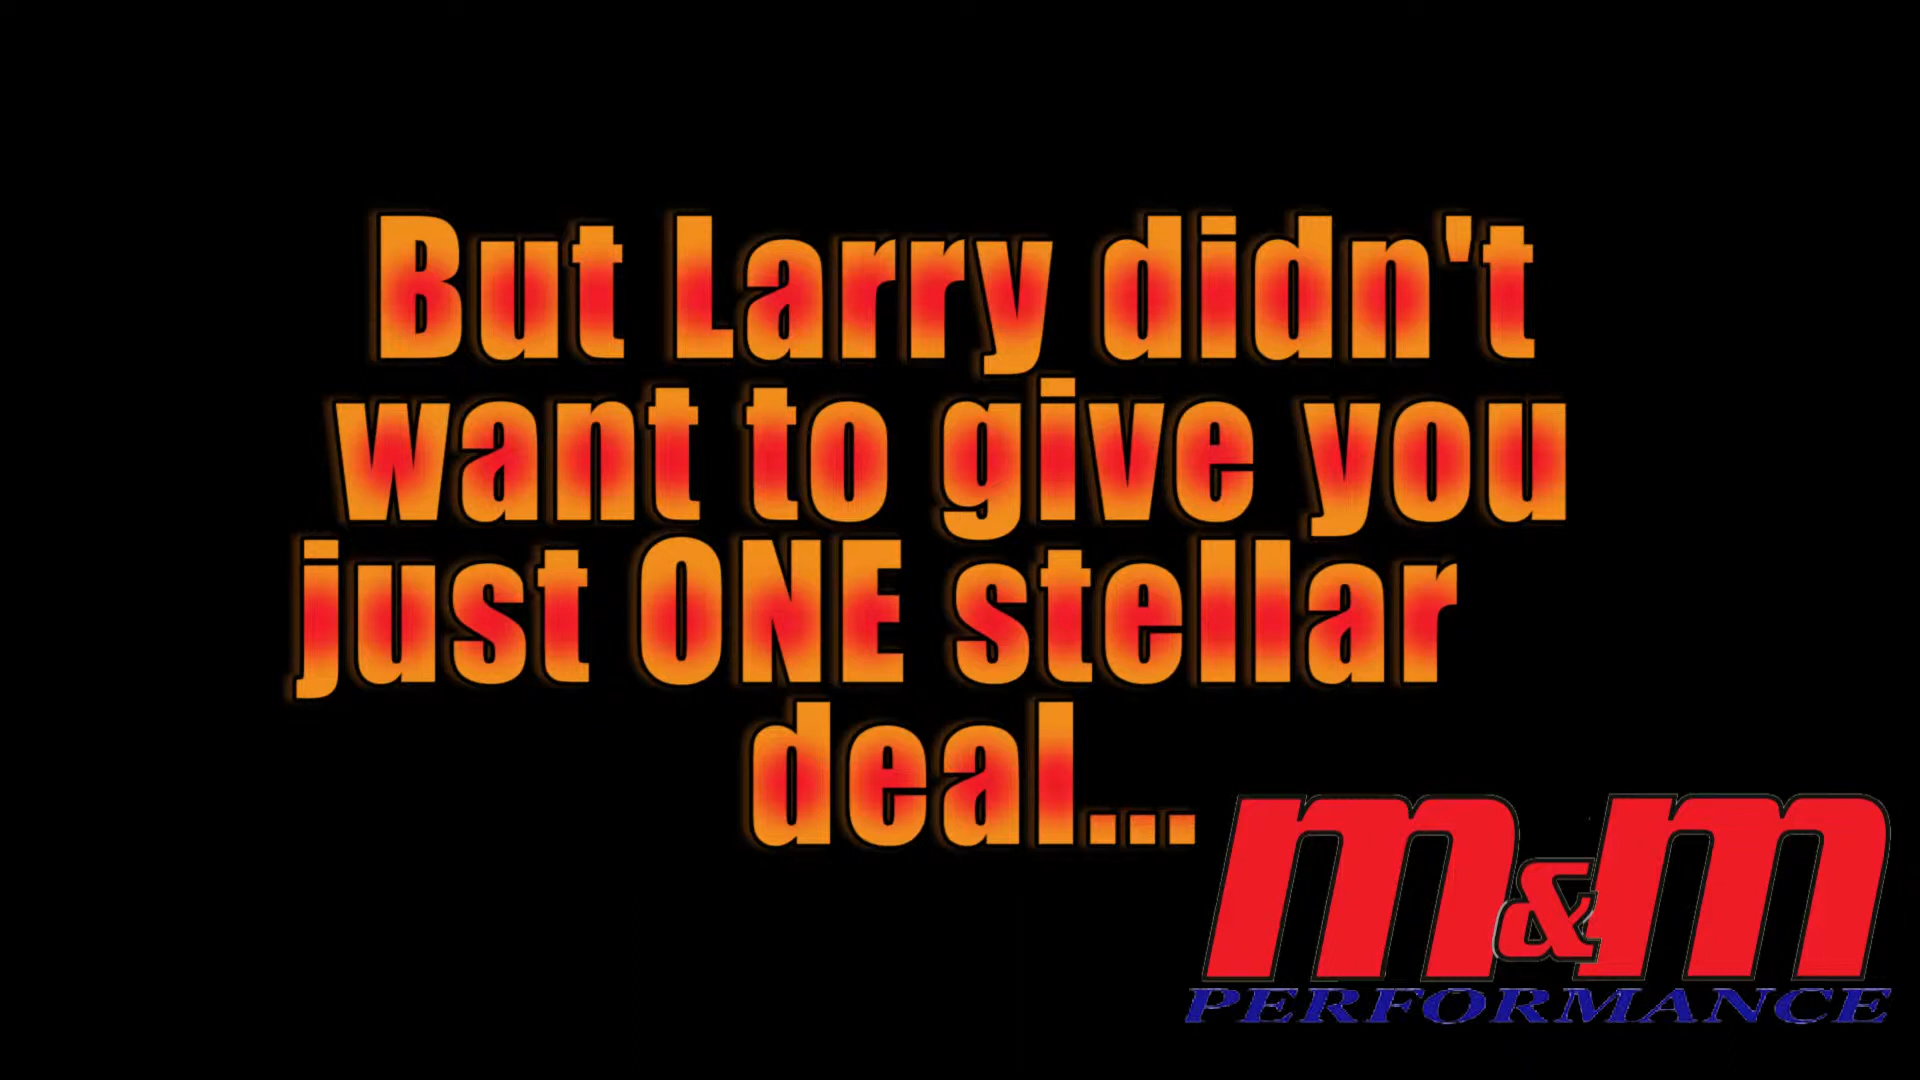 But Larry didn't
want to give you
just ONE stellar
deal...
m&m
PERFORMANCE